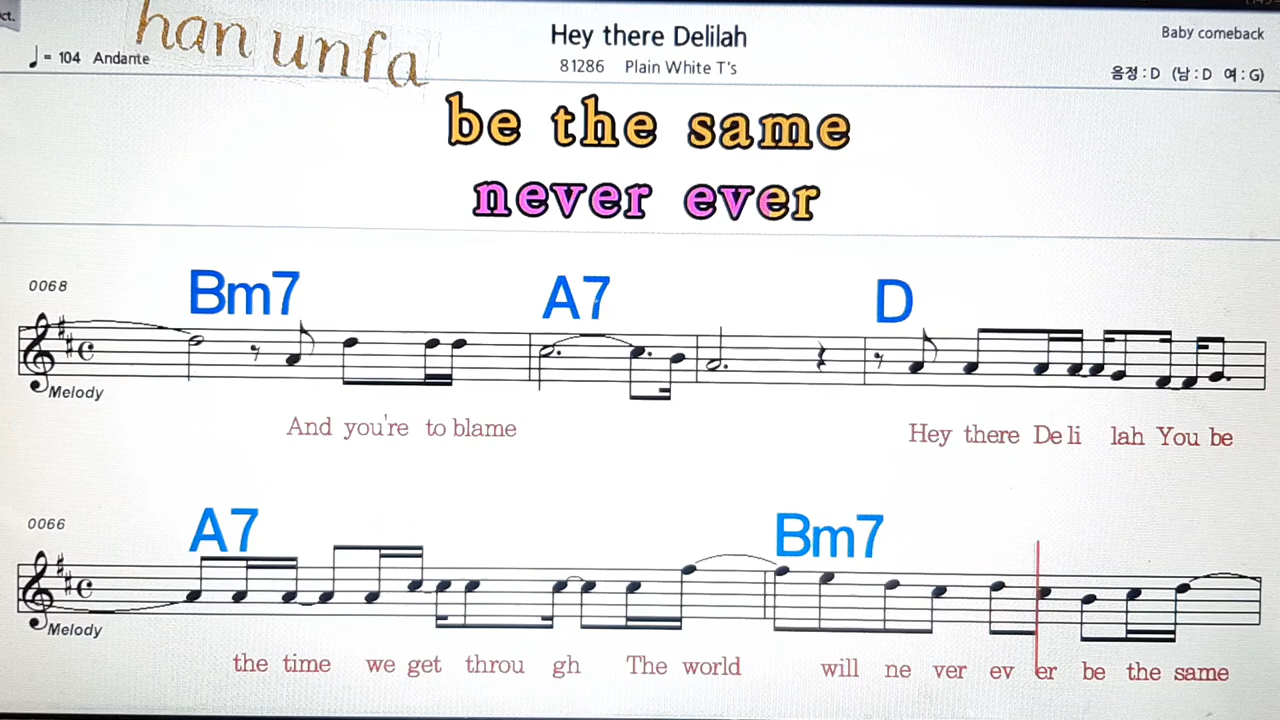 ct.
han unfa
Hey there Delilah
Baby comeback
= 104 Andante
81286 Plain White T's
음정 : D (남 : D 여 : G)
be the same
never ever
0068
Bm7 A7 D
Melody
And you're to blame Hey there De li lah You be
0066
A7 Bm7
Melody
the time we get throu gh The world will ne ver ev er be the same